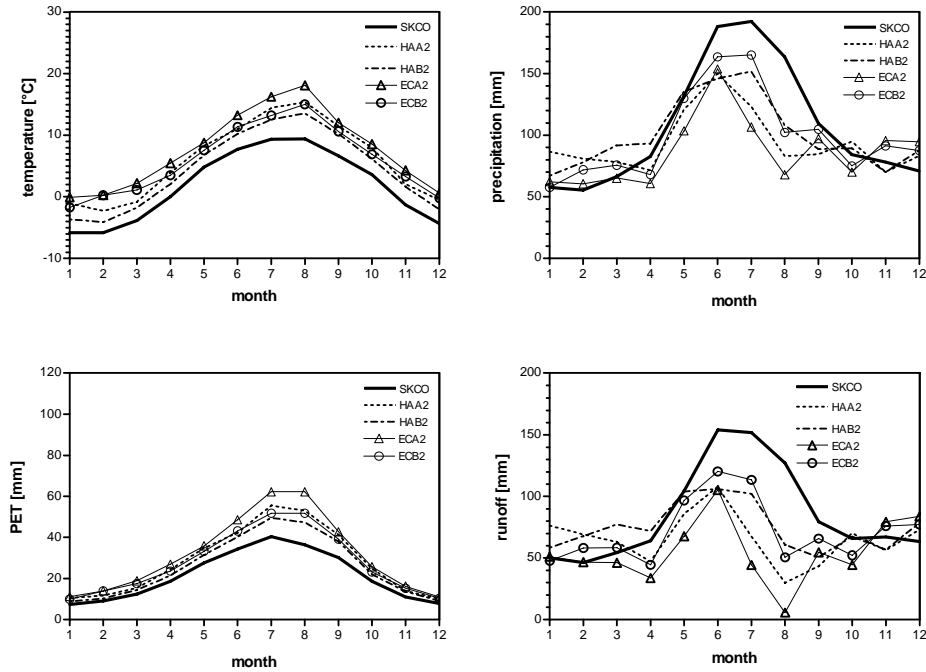 30
20
10
0
-10
temperature [°C]
1 2 3 4 5 6 7 8 9 10 11 12
month
SKCO
HAA2
HAB2
ECA2
ECB2
200
150
100
50
0
precipitation [mm]
1 2 3 4 5 6 7 8 9 10 11 12
month
SKCO
HAA2
HAB2
ECA2
ECB2
120
100
80
60
40
20
0
PET [mm]
1 2 3 4 5 6 7 8 9 10 11 12
month
SKCO
HAA2
HAB2
ECA2
ECB2
200
150
100
50
0
runoff [mm]
1 2 3 4 5 6 7 8 9 10 11 12
month
SKCO
HAA2
HAB2
ECA2
ECB2